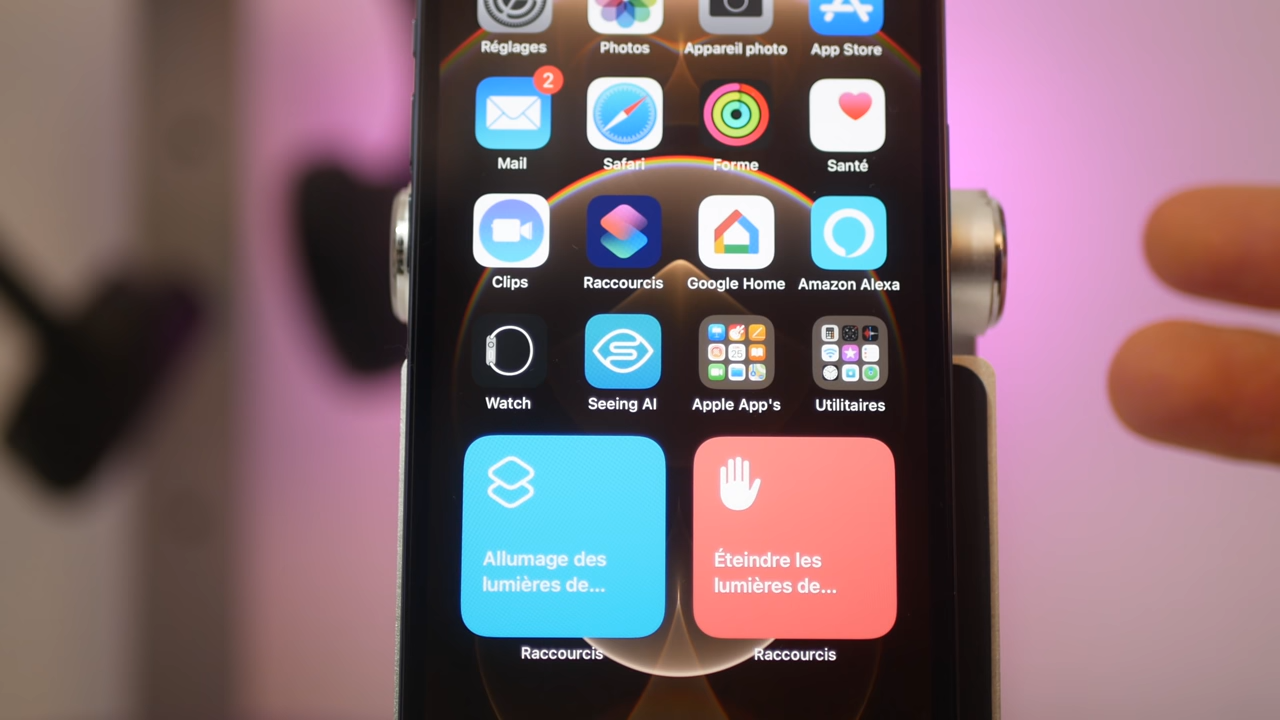 Réglages Photos Appareil photo App Store
2
Mail Safari Forme Santé
Clips Raccourcis Google Home Amazon Alexa
25
Watch Seeing AI Apple App's Utilitaires
Allumage des
lumières de...
Éteindre les
lumières de...
Raccourcis Raccourcis